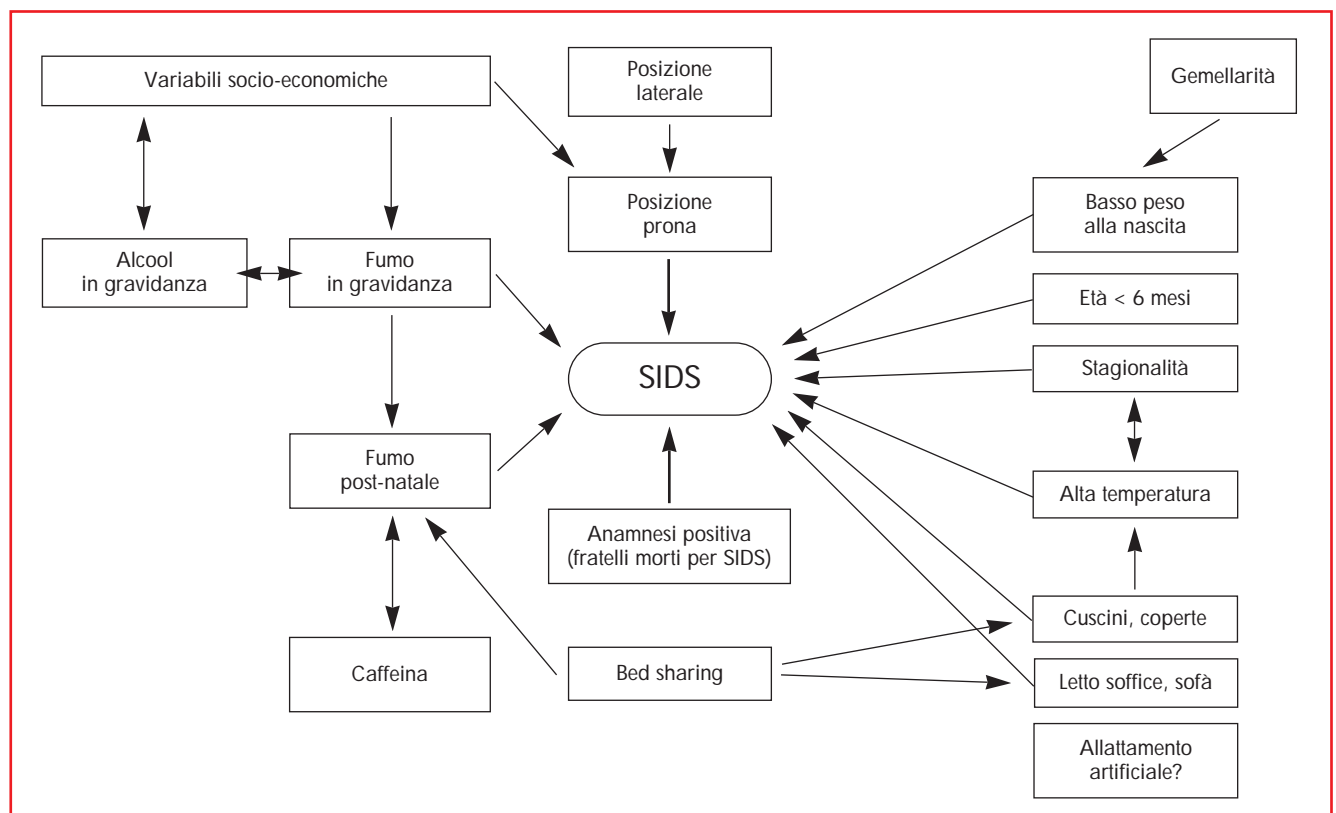 Variabili socio-economiche
Posizione
laterale
Gemellarità
Posizione
prona
Basso peso
alla nascita
Alcool
in gravidanza
Fumo
in gravidanza
Età < 6 mesi
SIDS
Stagionalità
Fumo
post-natale
Alta temperatura
Anamnesi positiva
(fratelli morti per SIDS)
Cuscini, coperte
Caffeina
Bed sharing
Letto soffice, sofà
Allattamento
artificiale?